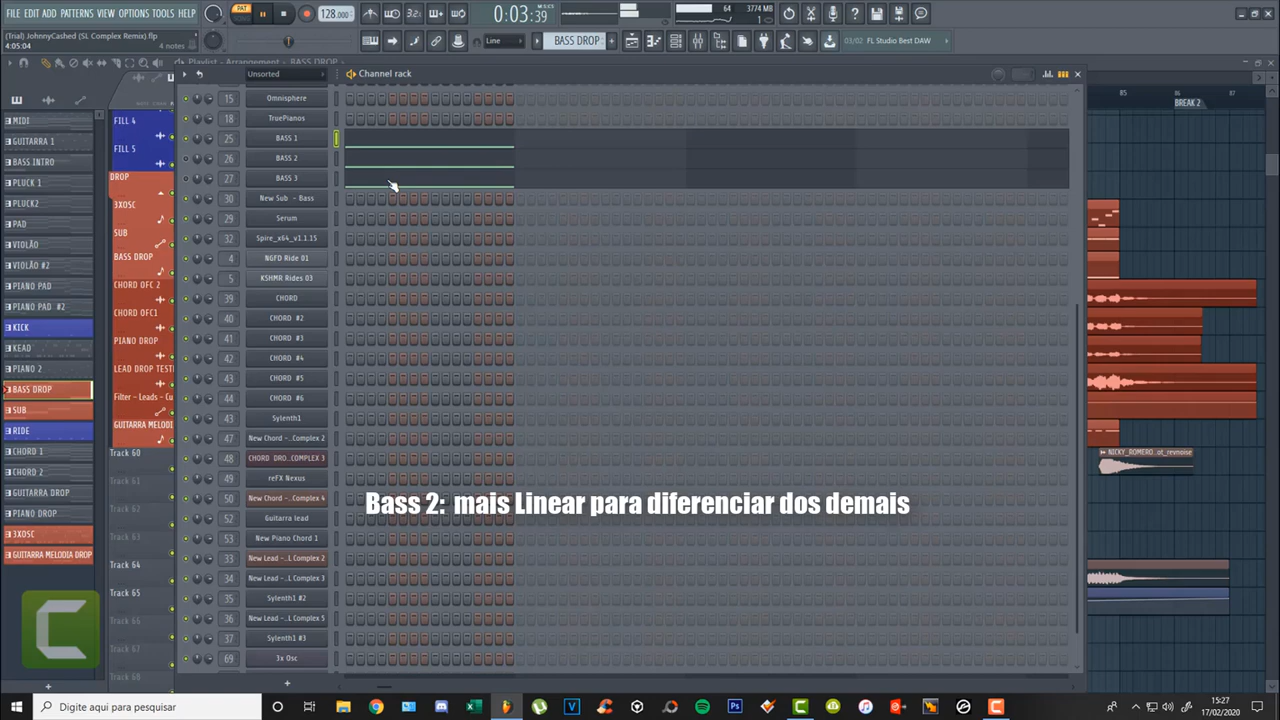 FILE EDIT ADD PATTERNS VIEW OPTIONS TOOLS HELP
PAT
128.000
0:03:39
M:S:CS
64
3774 MB
(Trial) JohnnyCashed (SL Complex Remix) flp
4:05:04
4 notes
Line
BASS DROP
03/02 FL Studio Best DAW
Playlist - Arrangement - BASS DROP
Unsorted
Channel rack
MIDI
GUITARRA 1
BASS INTRO
PLUCK 1
PLUCK2
PAD
VIOLÃO
VIOLÃO #2
PIANO PAD
PIANO PAD #2
KICK
KEAD
PIANO 2
BASS DROP
SUB
RIDE
CHORD 1
CHORD 2
GUITARRA DROP
PIANO DROP
3XOSC
GUITARRA MELODIA DROP
FILL 4
FILL 5
DROP
3XOSC
SUB
BASS DROP
CHORD OFC 2
CHORD OFC1
PIANO DROP
LEAD DROP TEST
Filter - Leads - Cu
GUITARRA MELODI
Track 60
Track 61
Track 62
Track 63
Track 64
Track 65
Track 66
Track 67
Track 68
15 Omnisphere
18 TruePianos
25 BASS 1
26 BASS 2
27 BASS 3
30 New Sub - Bass
29 Serum
32 Spire_x64_v1.1.15
4 NGFD Ride 01
5 KSHMR Rides 03
39 CHORD
40 CHORD #2
41 CHORD #3
42 CHORD #4
43 CHORD #5
44 CHORD #6
43 Sylenth1
47 New Chord -..Complex 2
48 CHORD DRO..COMPLEX 3
49 reFX Nexus
50 New Chord -..Complex 4
52 Guitarra lead
53 New Piano Chord 1
33 New Lead -..L Complex 2
34 New Lead -..L Complex 3
35 Sylenth1 #2
36 New Lead -..L Complex 5
37 Sylenth1 #3
69 3x Osc
85
86
87
BREAK 2
NICKY_ROMERO..ot_revnoise
Bass 2: mais Linear para diferenciar dos demais
Digite aqui para pesquisar
15:27
17/02/2020